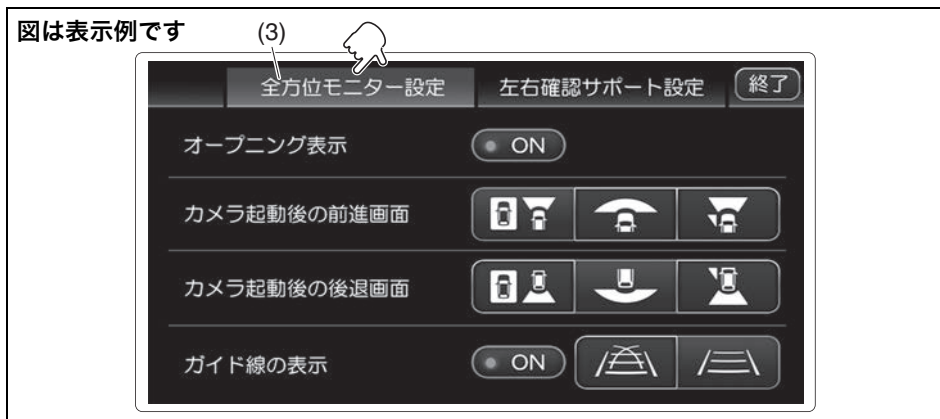 図は表示例です
(3)
全方位モニター設定 左右確認サポート設定 終了
オープニング表示 ON
カメラ起動後の前進画面
カメラ起動後の後退画面
ガイド線の表示 ON